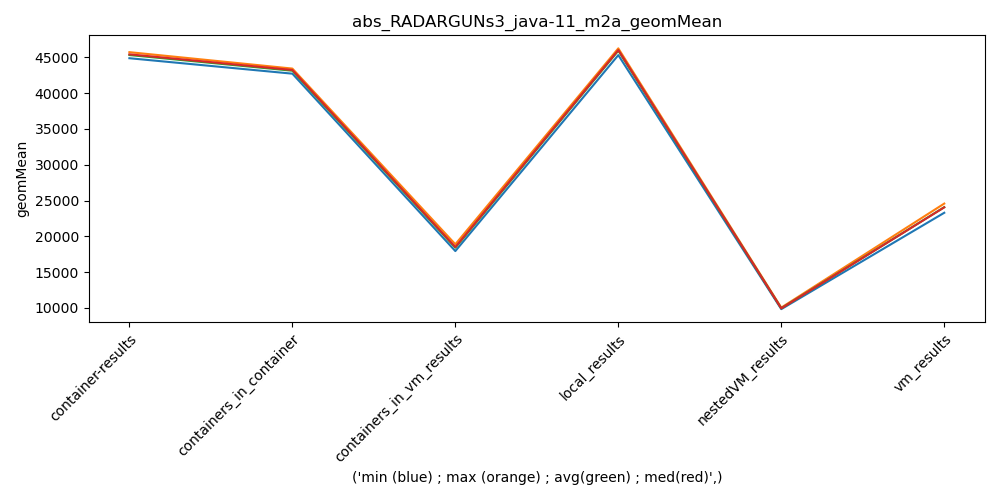 abs_RADARGUNs3_java-11_m2a_geomMean
geomMean
45000
40000
35000
30000
25000
20000
15000
10000
container-results
containers_in_container
containers_in_vm_results
local_results
nestedVM_results
vm_results
('min (blue) ; max (orange) ; avg(green) ; med(red)',)